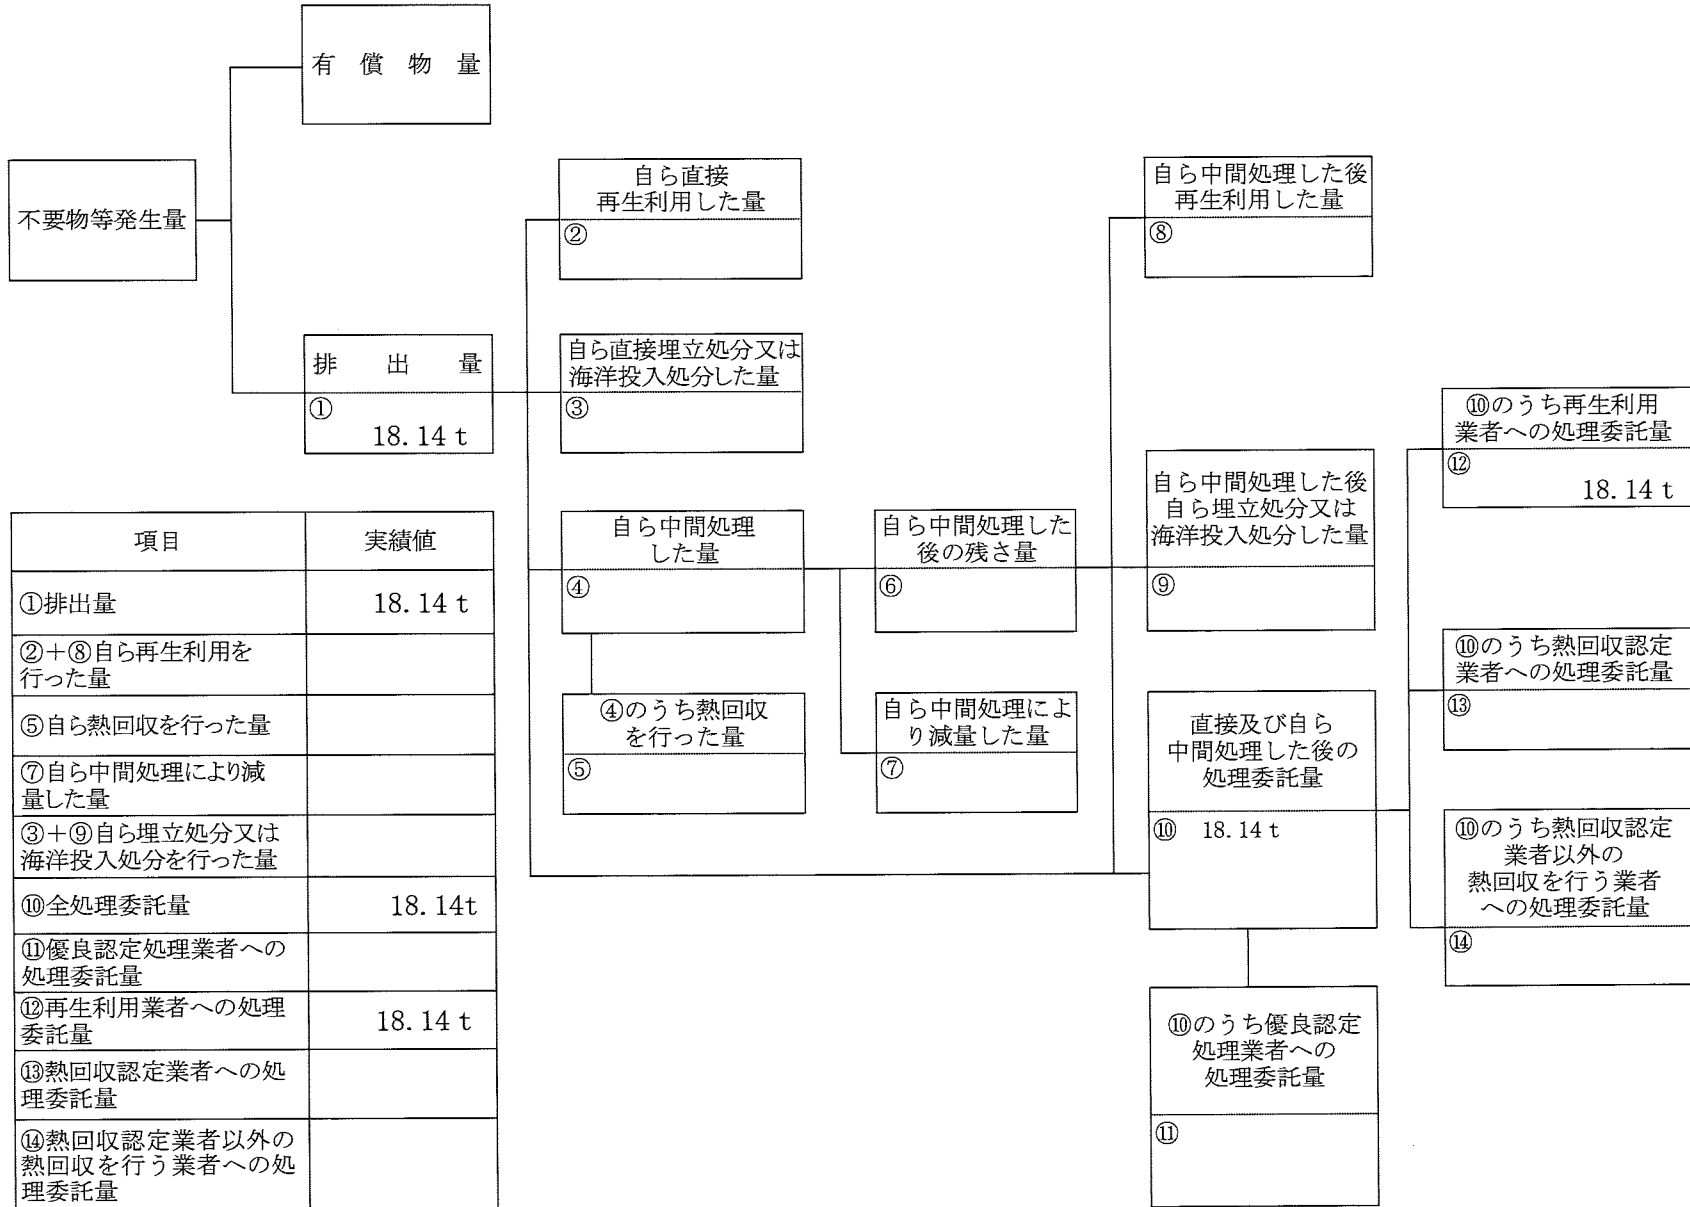 有償物量
不要物等発生量
排出量
①
18.14 t
自ら直接
再生利用した量
②
自ら直接埋立処分又は
海洋投入処分した量
③
自ら中間処理
した量
④
④のうち熱回収
を行った量
⑤
自ら中間処理した
後の残さ量
⑥
自ら中間処理によ
り減量した量
⑦
自ら中間処理した後
再生利用した量
⑧
自ら中間処理した後
自ら埋立処分又は
海洋投入処分した量
⑨
直接及び自ら
中間処理した後の
処理委託量
⑩ 18.14 t
⑩のうち優良認定
処理業者への
処理委託量
⑪
⑩のうち再生利用
業者への処理委託量
⑫
18.14 t
⑩のうち熱回収認定
業者への処理委託量
⑬
⑩のうち熱回収認定
業者以外の
熱回収を行う業者
への処理委託量
⑭
項目 実績値
①排出量 18.14 t
②+⑧自ら再生利用を
行った量
⑤自ら熱回収を行った量
⑦自ら中間処理により減
量した量
③+⑨自ら埋立処分又は
海洋投入処分を行った量
⑩全処理委託量 18.14t
⑪優良認定処理業者への
処理委託量
⑫再生利用業者への処理
委託量 18.14 t
⑬熱回収認定業者への処
理委託量
⑭熱回収認定業者以外の
熱回収を行う業者への処
理委託量